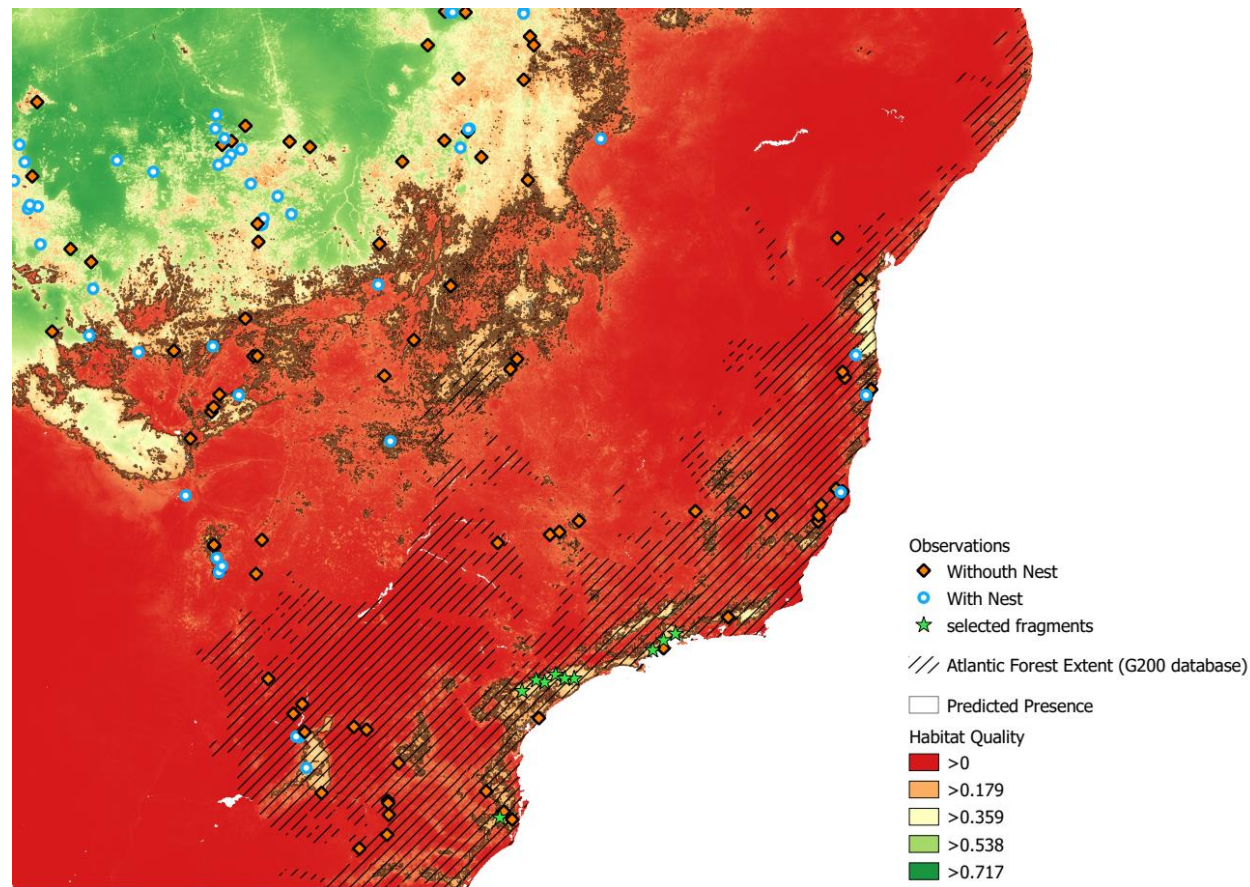 Observations
Withouth Nest
With Nest
selected fragments
Atlantic Forest Extent (G200 database)
Predicted Presence
Habitat Quality
>0
>0.179
>0.359
>0.538
>0.717